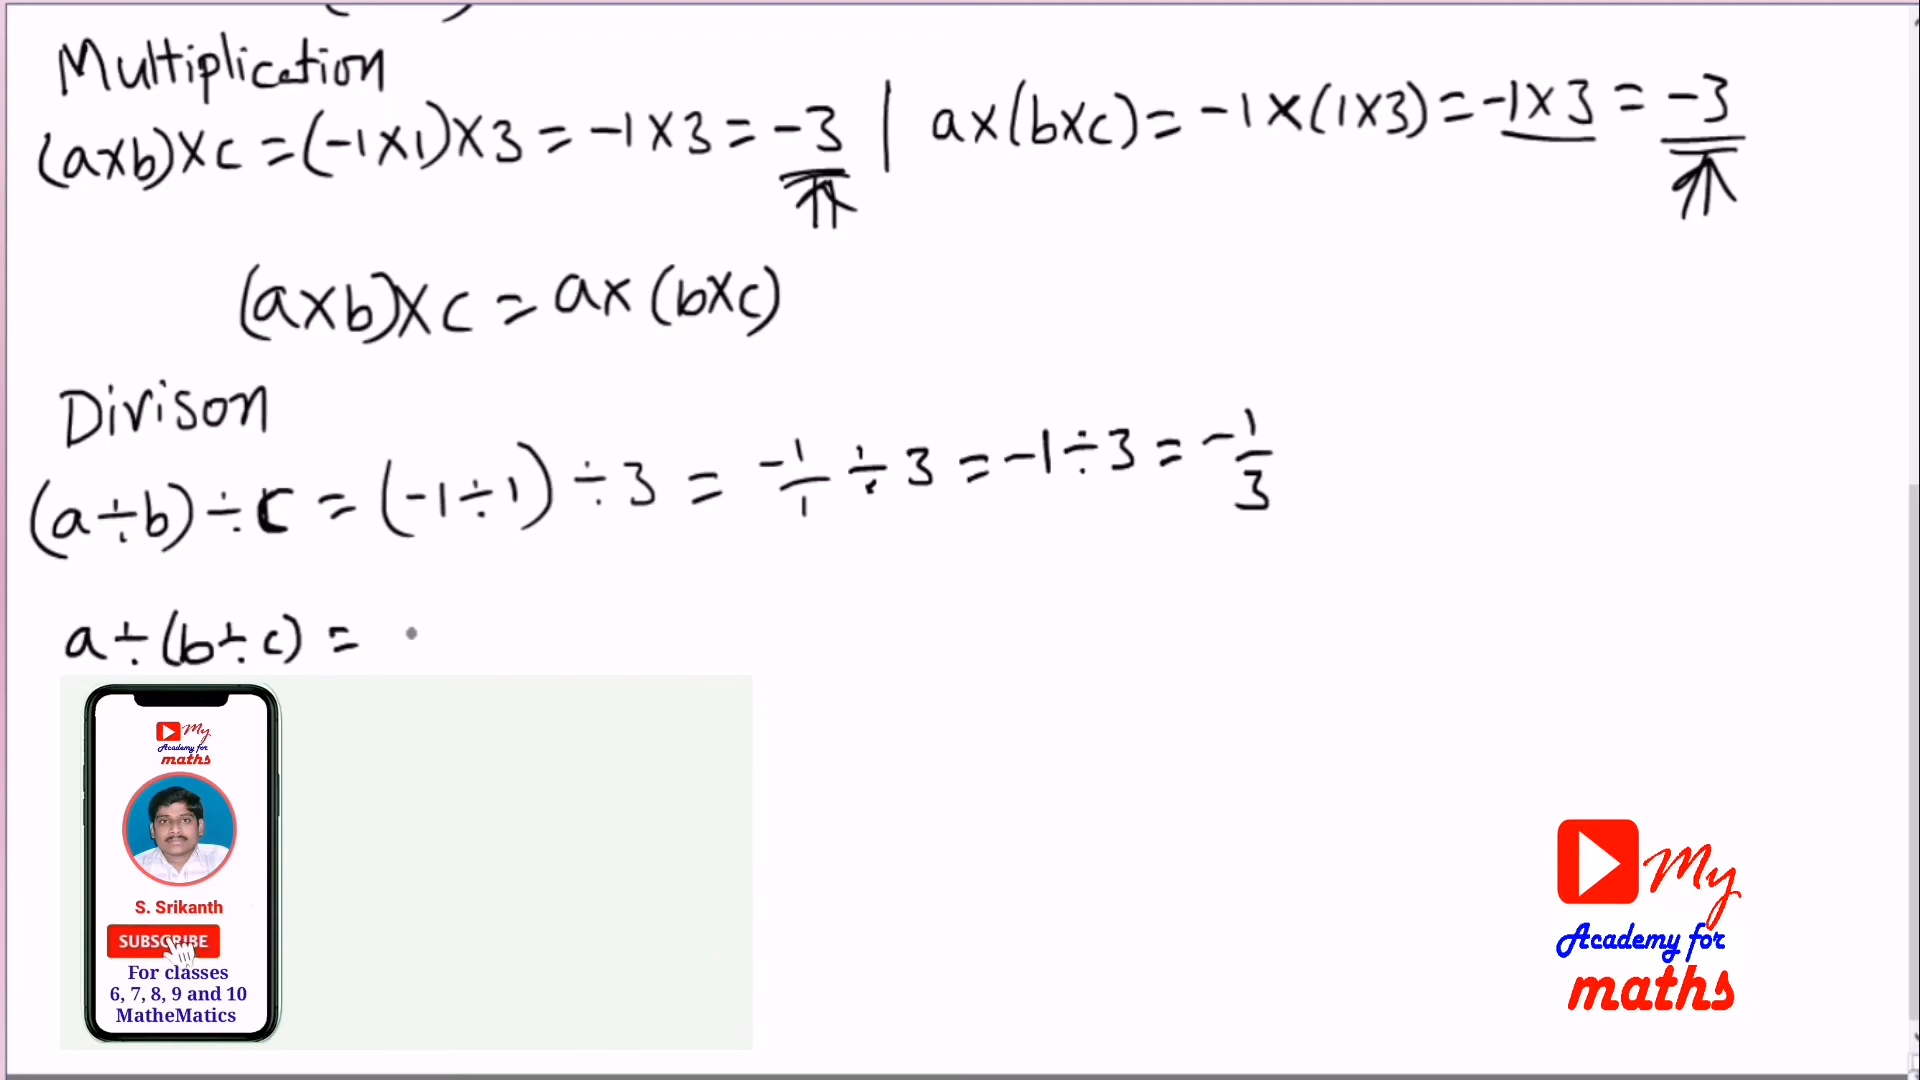 Multiplication
(a×b)×c = (-1×1)×3 = -1×3 = -3 | a×(b×c) = -1×(1×3) = -1×3 = -3
(a×b)×c = a×(b×c)
Divison
(a÷b)÷c = (-1÷1)÷3 = -1/1 ÷ 3 = -1÷3 = -1/3
a÷(b÷c) =
My
Academy for
maths
S. Srikanth
SUBSCRIBE
For classes
6, 7, 8, 9 and 10
MatheMatics
My
Academy for
maths